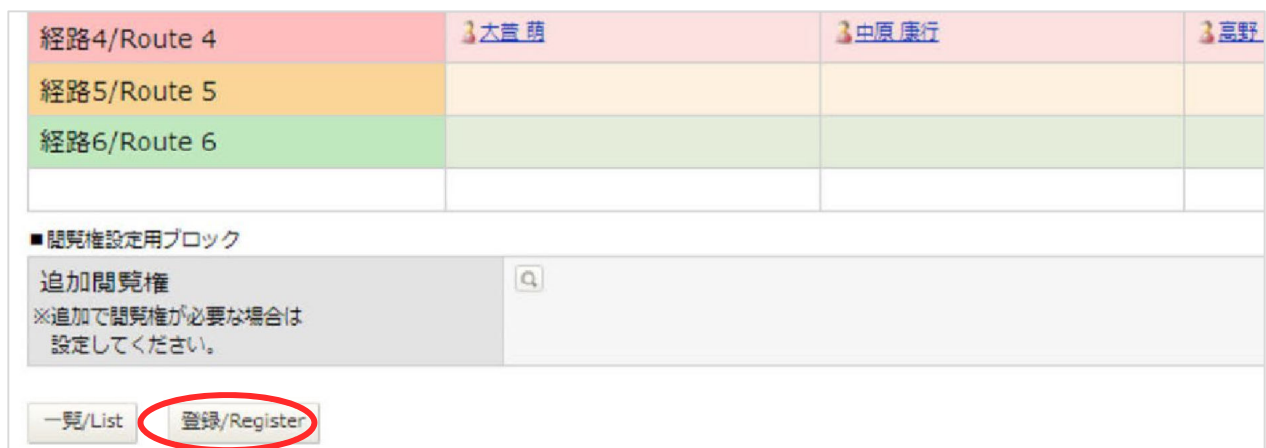 経路4/Route 4 大菅 萌 中原 康行 高野
経路5/Route 5
経路6/Route 6
■閲覧権設定用ブロック
追加閲覧権
※追加で閲覧権が必要な場合は
設定してください。
一覧/List 登録/Register